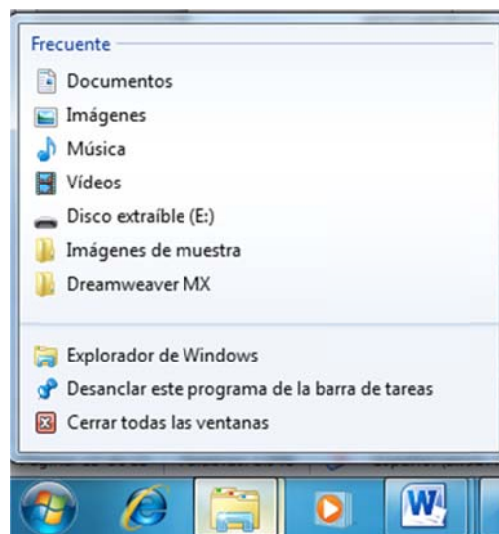 Frecuente
Documentos
Imágenes
Música
Vídeos
Disco extraíble (E:)
Imágenes de muestra
Dreamweaver MX
Explorador de Windows
Desanclar este programa de la barra de tareas
Cerrar todas las ventanas
W